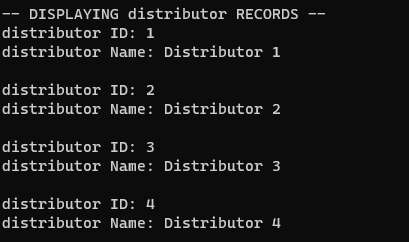 -- DISPLAYING distributor RECORDS --
distributor ID: 1
distributor Name: Distributor 1
distributor ID: 2
distributor Name: Distributor 2
distributor ID: 3
distributor Name: Distributor 3
distributor ID: 4
distributor Name: Distributor 4